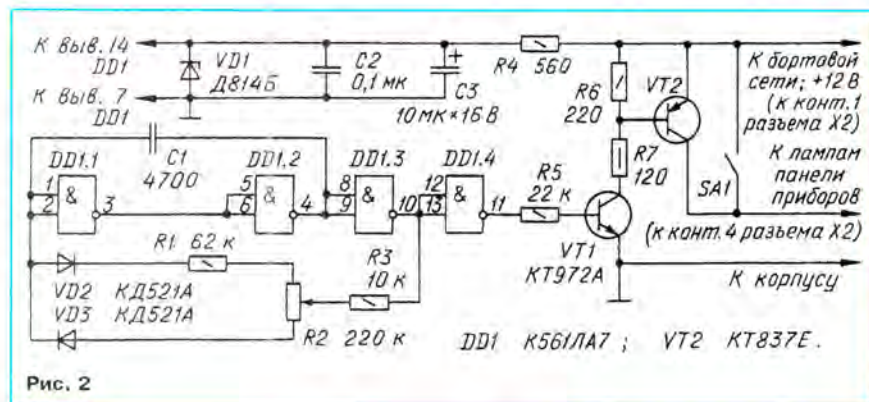 К выв. 14
DD1
К выв. 7
DD1
VD1
Д814Б
C2
0,1 мк
+
C3
10 мк×16 В
R4 560
R6
220
VT2
К бортовой
сети; +12 В
(к конт. 1
разъема X2)
C1
4700
DD1.1
1
2
&
3
DD1.2
5
6
&
4
DD1.3
8
9
&
10
DD1.4
12
13
&
11
R5
22 к
R7
120
SA1
К лампам
панели
приборов
(к конт. 4 разъема X2)
VT1
КТ972А
К корпусу
R1 62 к
R3
10 к
VD2 КД521А
VD3 КД521А
R2 220 к
DD1 К561ЛА7; VT2 КТ837Е.
Рис. 2